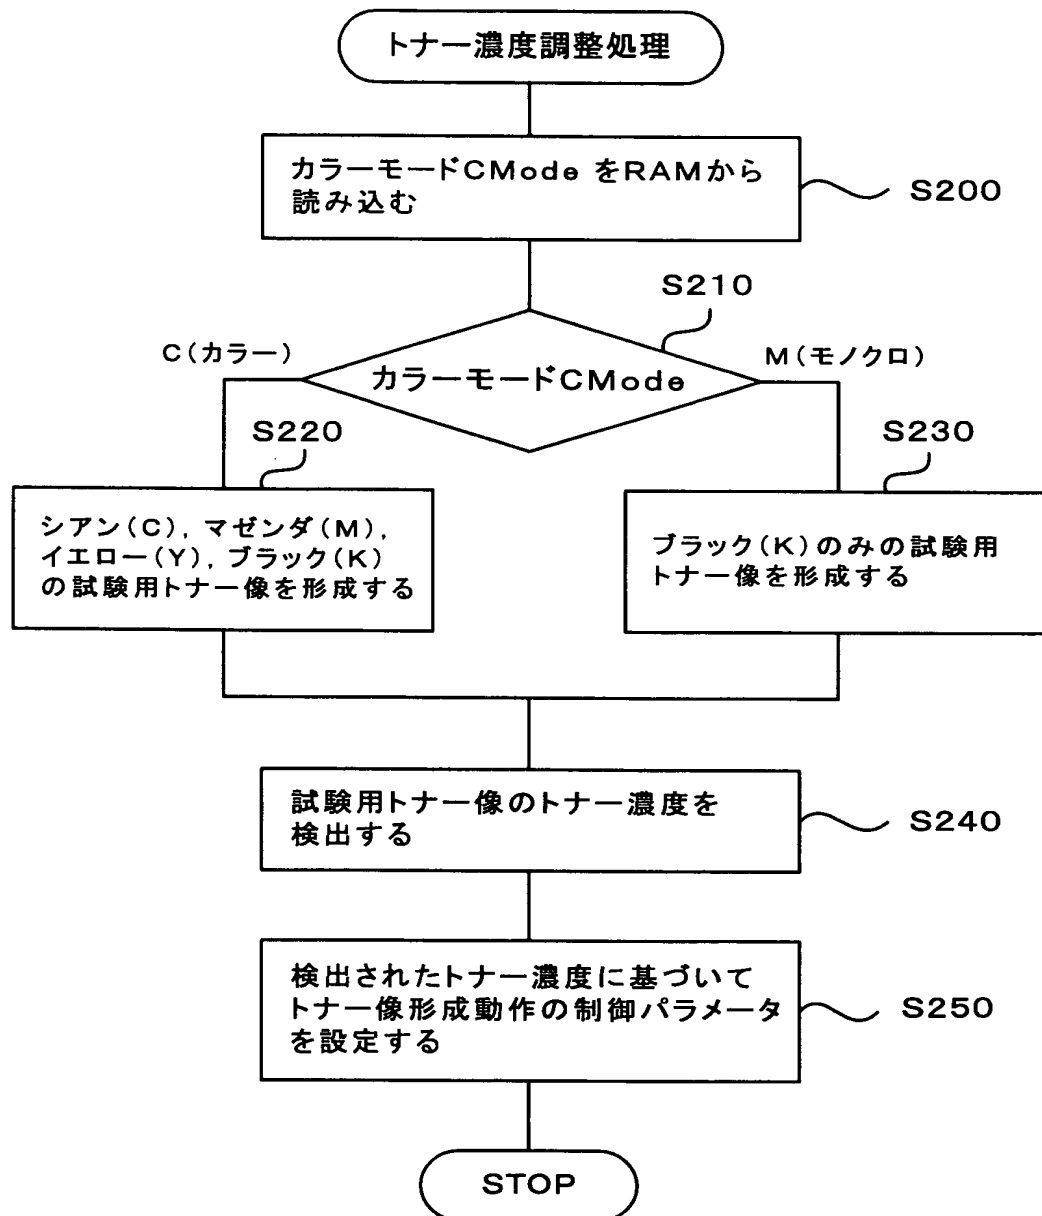 トナー濃度調整処理
カラーモードCMode をRAMから
読み込む
S200
S210
C(カラー)
M(モノクロ)
カラーモードCMode
S220
S230
シアン(C), マゼンダ(M),
イエロー(Y), ブラック(K)
の試験用トナー像を形成する
ブラック(K)のみの試験用
トナー像を形成する
試験用トナー像のトナー濃度を
検出する
S240
検出されたトナー濃度に基づいて
トナー像形成動作の制御パラメータ
を設定する
S250
STOP